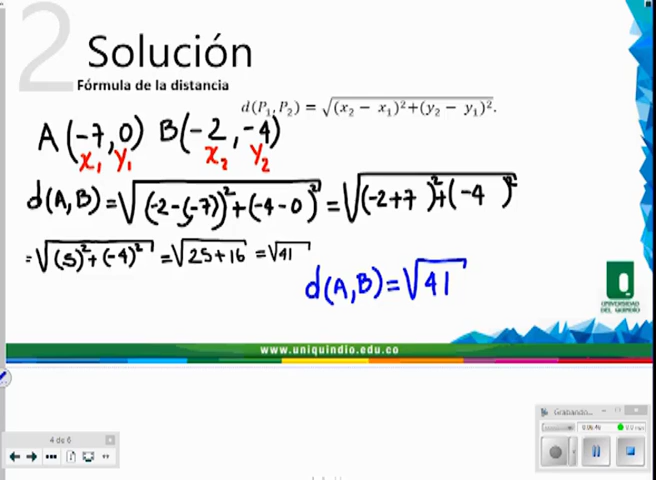 2 Solución
Fórmula de la distancia
d(P₁, P₂) = √(x₂ − x₁)²+(y₂ − y₁)².
A(-7,0) B(-2,-4)
x₁ y₁ x₂ y₂
d(A,B)=√(-2-(-7))²+(-4-0)² =√(-2+7 )²+(-4 )²
=√(5)²+(-4)² =√25+16 =√41
d(A,B)=√41
UNIVERSIDAD
DEL QUINDÍO
www.uniquindio.edu.co
Grabando...
4 de 6